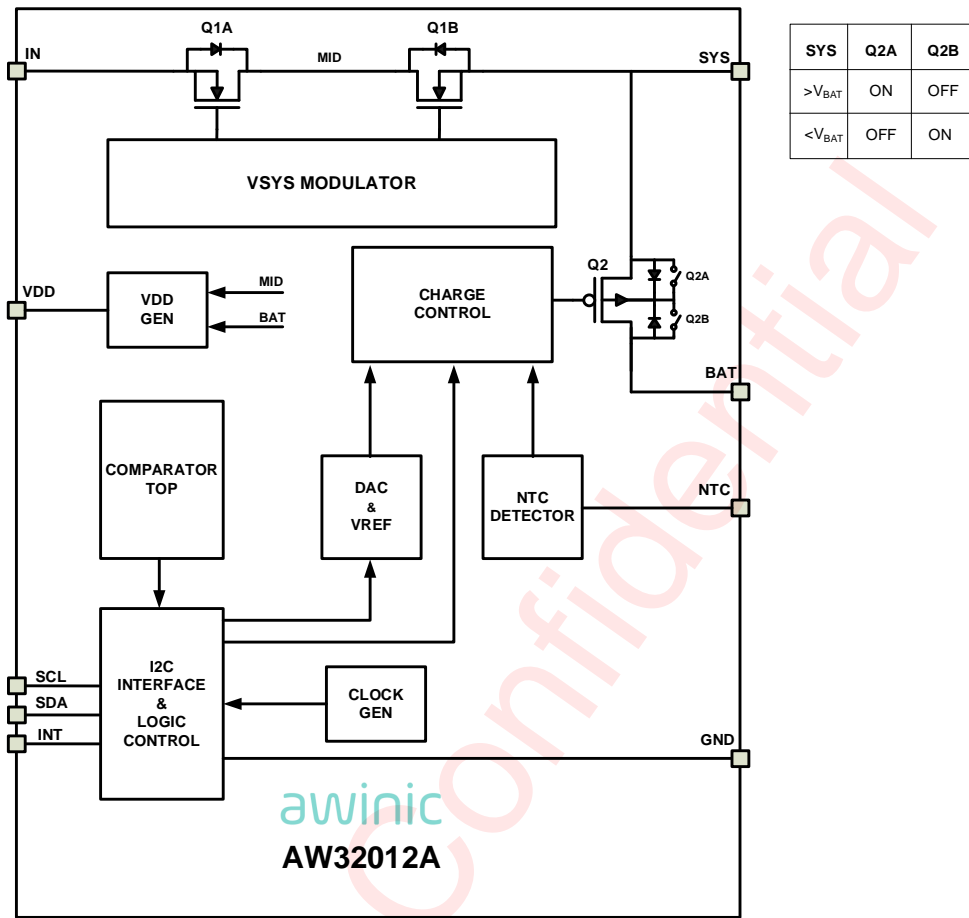 Q1A
Q1B
IN
MID
SYS
VSYS MODULATOR
SYS Q2A Q2B
>VBAT ON OFF
<VBAT OFF ON
VDD
VDD
GEN
MID
BAT
CHARGE
CONTROL
Q2
Q2A
Q2B
BAT
COMPARATOR
TOP
DAC
&
VREF
NTC
DETECTOR
NTC
SCL
SDA
INT
I2C
INTERFACE
&
LOGIC
CONTROL
CLOCK
GEN
GND
awinic
AW32012A
Confidential